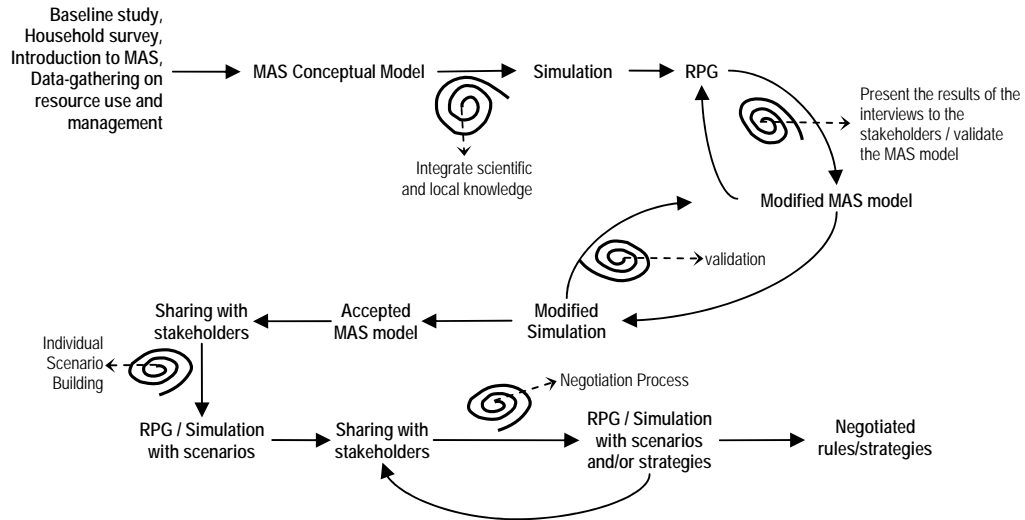 Baseline study,
Household survey,
Introduction to MAS,
Data-gathering on
resource use and
management
MAS Conceptual Model
Simulation
RPG
Present the results of the
interviews to the
stakeholders / validate
the MAS model
Integrate scientific
and local knowledge
Modified MAS model
validation
Modified
Simulation
Accepted
MAS model
Sharing with
stakeholders
Individual
Scenario
Building
Negotiation Process
RPG / Simulation
with scenarios
Sharing with
stakeholders
RPG / Simulation
with scenarios
and/or strategies
Negotiated
rules/strategies